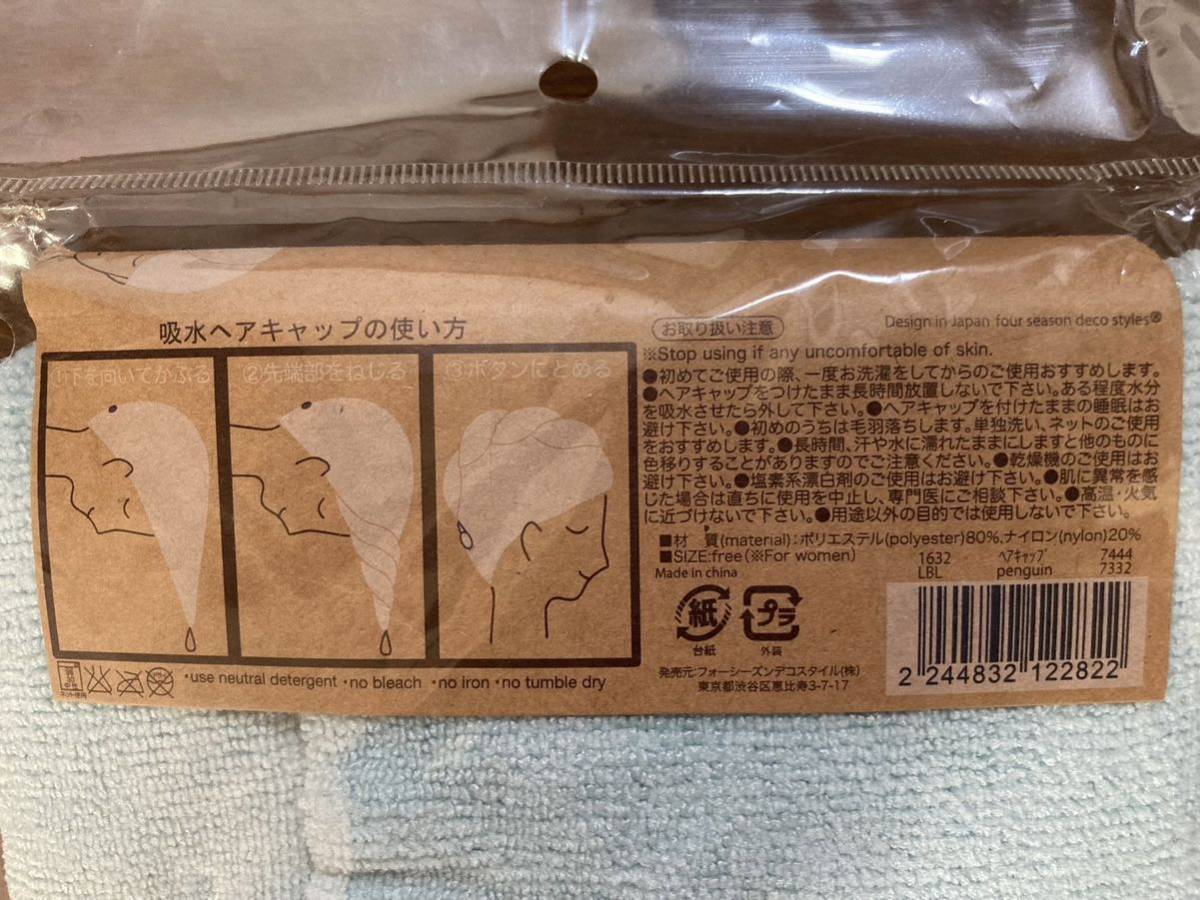 吸水ヘアキャップの使い方
①下を向いてかぶる
②先端部をねじる
③ボタンにとめる
・use neutral detergent ・no bleach ・no iron ・no tumble dry
ネット使用
お取り扱い注意
Design in Japan four season deco styles®
※Stop using if any uncomfortable of skin.
●初めてご使用の際、一度お洗濯をしてからのご使用おすすめします。
●ヘアキャップをつけたまま長時間放置しないで下さい。ある程度水分
を吸水させたら外して下さい。●ヘアキャップを付けたままの睡眠はお
避け下さい。●初めのうちは毛羽落ちします。単独洗い、ネットのご使用
をおすすめします。●長時間、汗や水に濡れたままにしますと他のものに
色移りすることがありますのでご注意ください。●乾燥機のご使用はお
避け下さい。●塩素系漂白剤のご使用はお避け下さい。●肌に異常を感
じた場合は直ちに使用を中止し、専門医にご相談下さい。●高温・火気
に近づけないで下さい。●用途以外の目的では使用しないで下さい。
■材 質(material):ポリエステル(polyester)80%.ナイロン(nylon)20%
■SIZE:free(※For women)
Made in china
1632 ヘアキャップ 7444
LBL penguin 7332
紙
台紙
プラ
外装
発売元:フォーシーズンデコスタイル(株)
東京都渋谷区恵比寿3-7-17
2 244832 122822